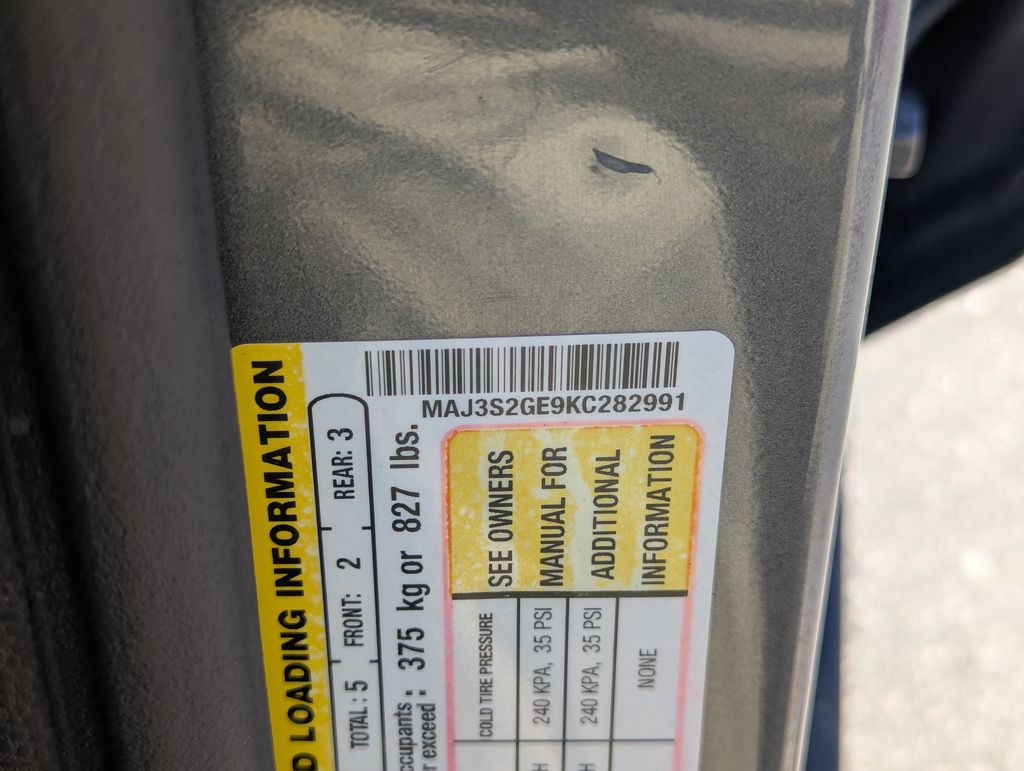 MAJ3S2GE9KC282991
D LOADING INFORMATION
TOTAL: 5 FRONT: 2 REAR: 3
exceed: 375 kg or 827 lbs.
COLD TIRE PRESSURE
240 KPA, 35 PSI
240 KPA, 35 PSI
NONE
SEE OWNERS
MANUAL FOR
ADDITIONAL
INFORMATION